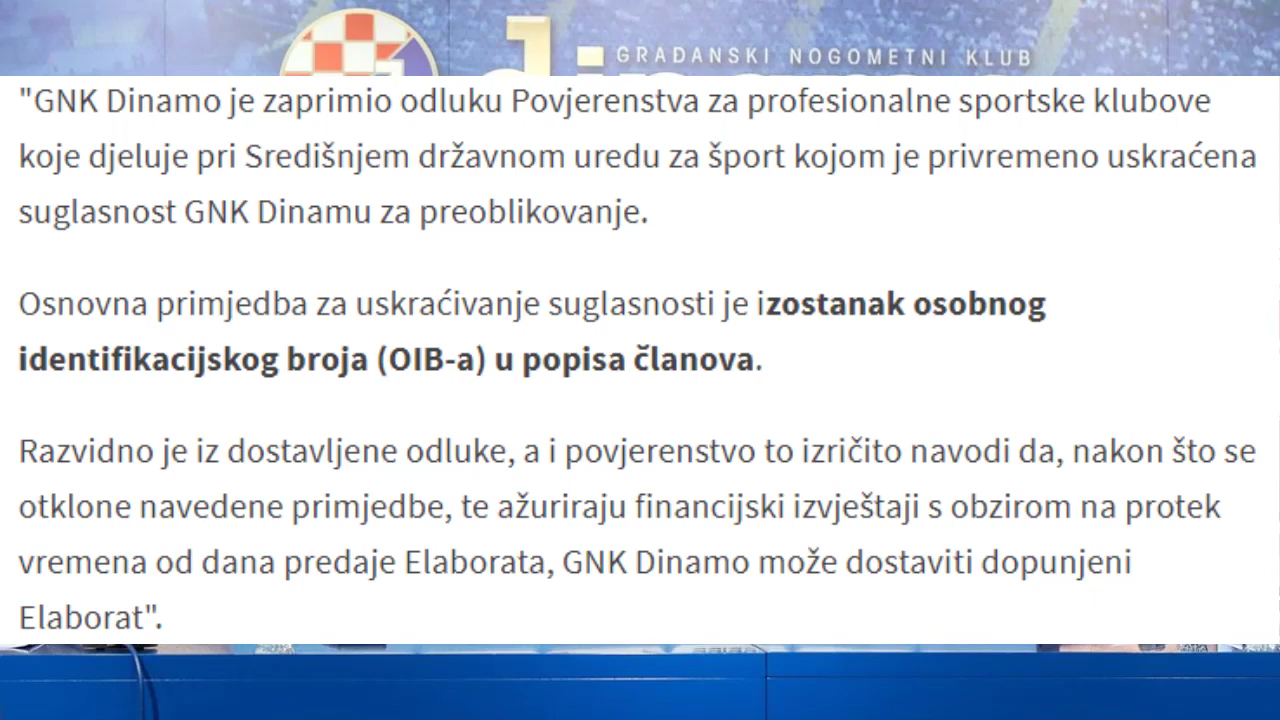 GRAĐANSKI NOGOMETNI KLUB
"GNK Dinamo je zaprimio odluku Povjerenstva za profesionalne sportske klubove
koje djeluje pri Središnjem državnom uredu za šport kojom je privremeno uskraćena
suglasnost GNK Dinamu za preoblikovanje.
Osnovna primjedba za uskraćivanje suglasnosti je izostanak osobnog
identifikacijskog broja (OIB-a) u popisa članova.
Razvidno je iz dostavljene odluke, a i povjerenstvo to izričito navodi da, nakon što se
otklone navedene primjedbe, te ažuriraju financijski izvještaji s obzirom na protek
vremena od dana predaje Elaborata, GNK Dinamo može dostaviti dopunjeni
Elaborat".